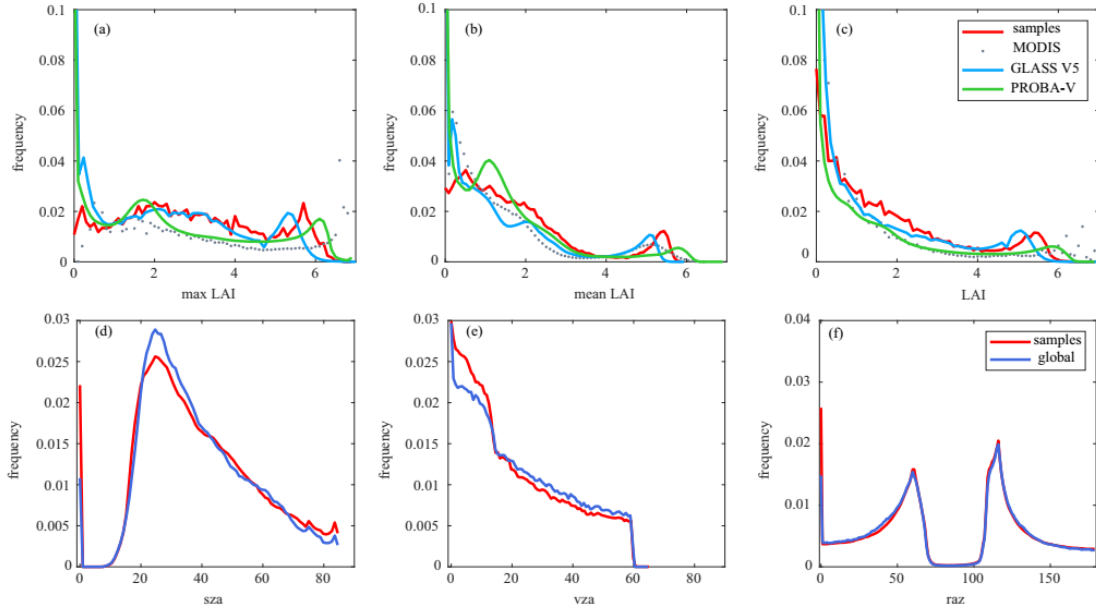 0.1
0.08
0.06
0.04
0.02
0
frequency
(a)
0 2 4 6
max LAI
0.1
0.08
0.06
0.04
0.02
0
frequency
(b)
0 2 4 6
mean LAI
0.1
0.08
0.06
0.04
0.02
0
frequency
(c)
samples
MODIS
GLASS V5
PROBA-V
0 2 4 6
LAI
0.03
0.025
0.02
0.015
0.01
0.005
0
frequency
(d)
0 20 40 60 80
sza
0.03
0.025
0.02
0.015
0.01
0.005
0
frequency
(e)
0 20 40 60 80
vza
0.04
0.03
0.02
0.01
0
frequency
(f)
samples
global
0 50 100 150
raz